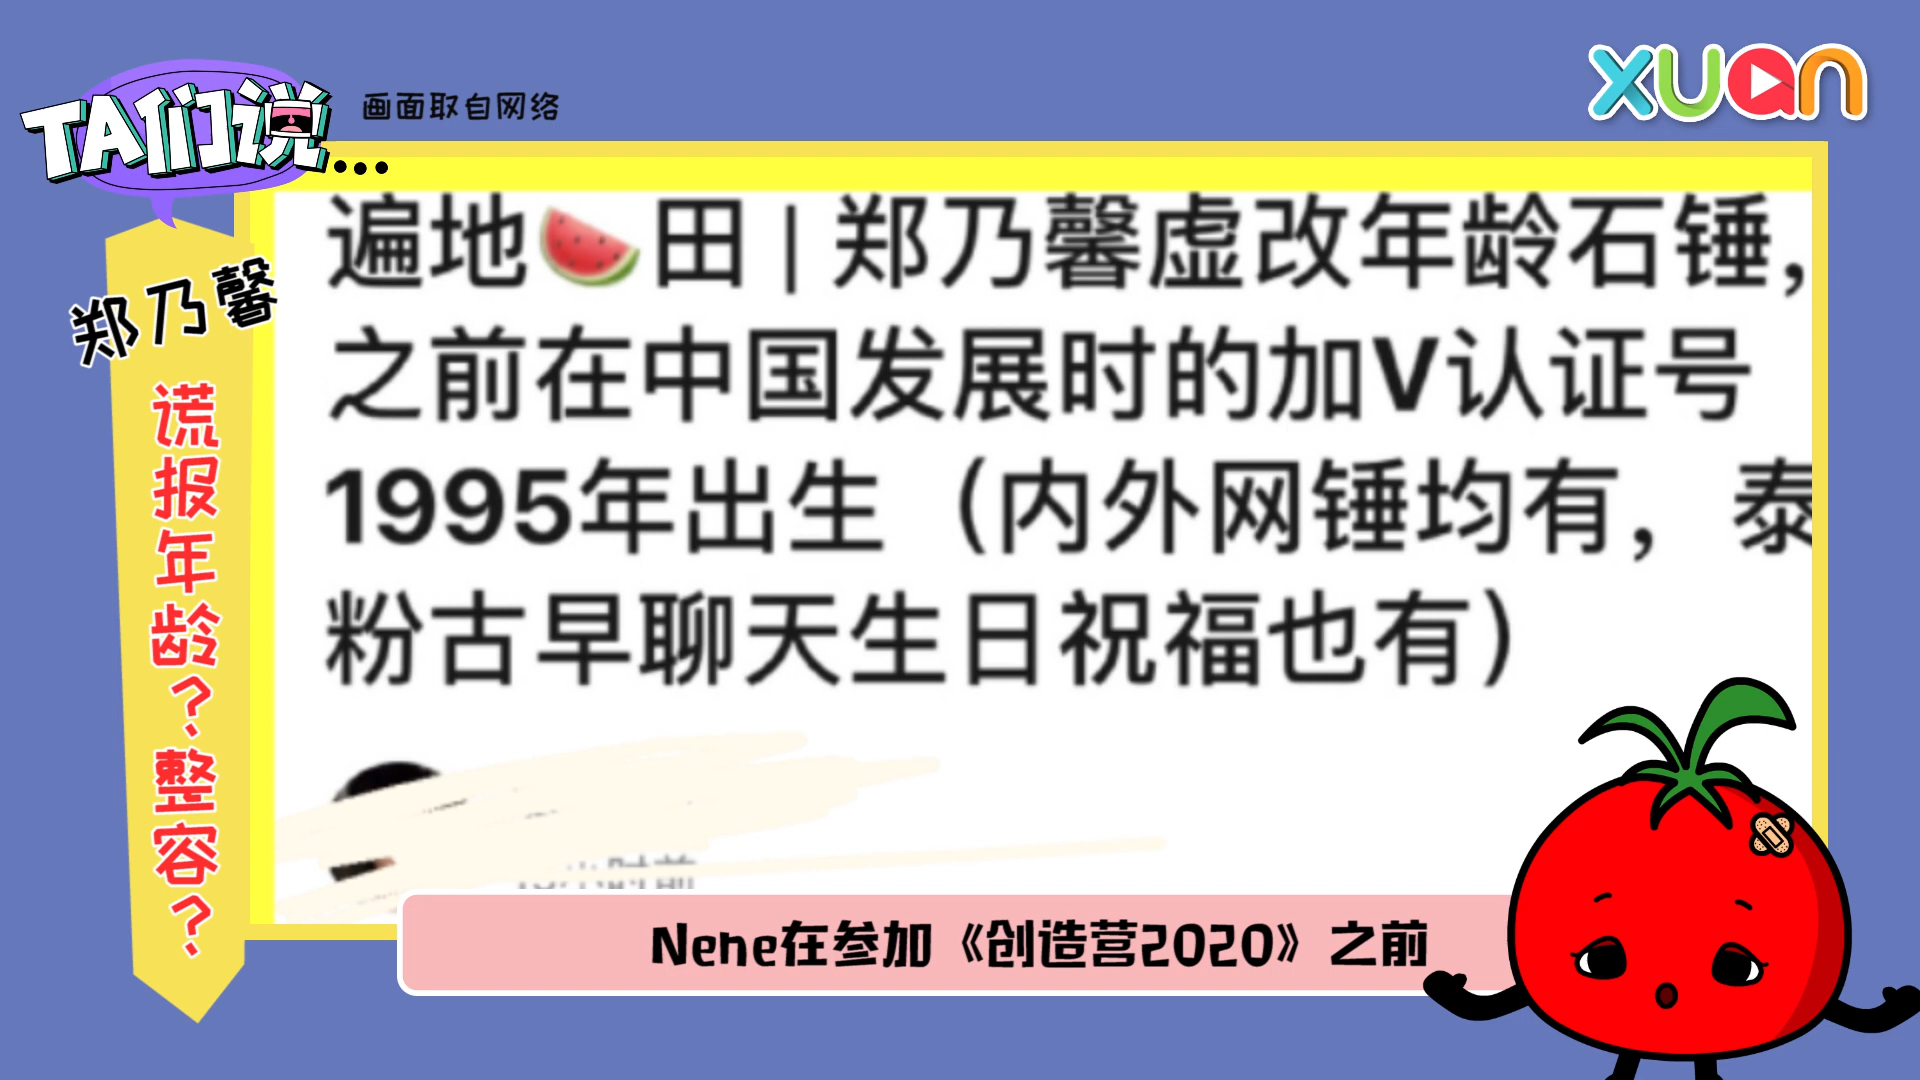 TA们说...
画面取自网络
xuan
郑乃馨
谎报年龄？整容？
遍地🍉田 | 郑乃馨虚改年龄石锤，
之前在中国发展时的加V认证号
1995年出生（内外网锤均有，泰
粉古早聊天生日祝福也有）
Nene在参加《创造营2020》之前